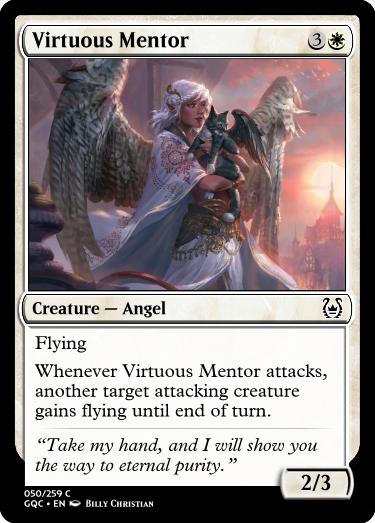 Virtuous Mentor 3
Creature — Angel
Flying
Whenever Virtuous Mentor attacks,
another target attacking creature
gains flying until end of turn.
“Take my hand, and I will show you
the way to eternal purity.”
2/3
050/259 C
GQC • EN Billy Christian